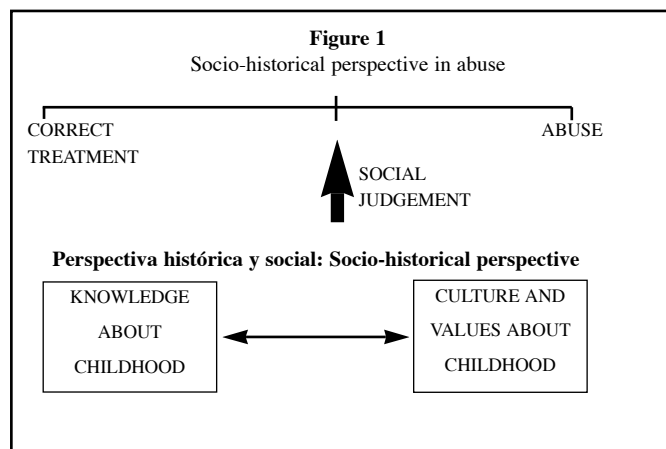 Figure 1
Socio-historical perspective in abuse
CORRECT
TREATMENT
ABUSE
SOCIAL
JUDGEMENT
Perspectiva histórica y social: Socio-historical perspective
KNOWLEDGE
ABOUT
CHILDHOOD
CULTURE AND
VALUES ABOUT
CHILDHOOD